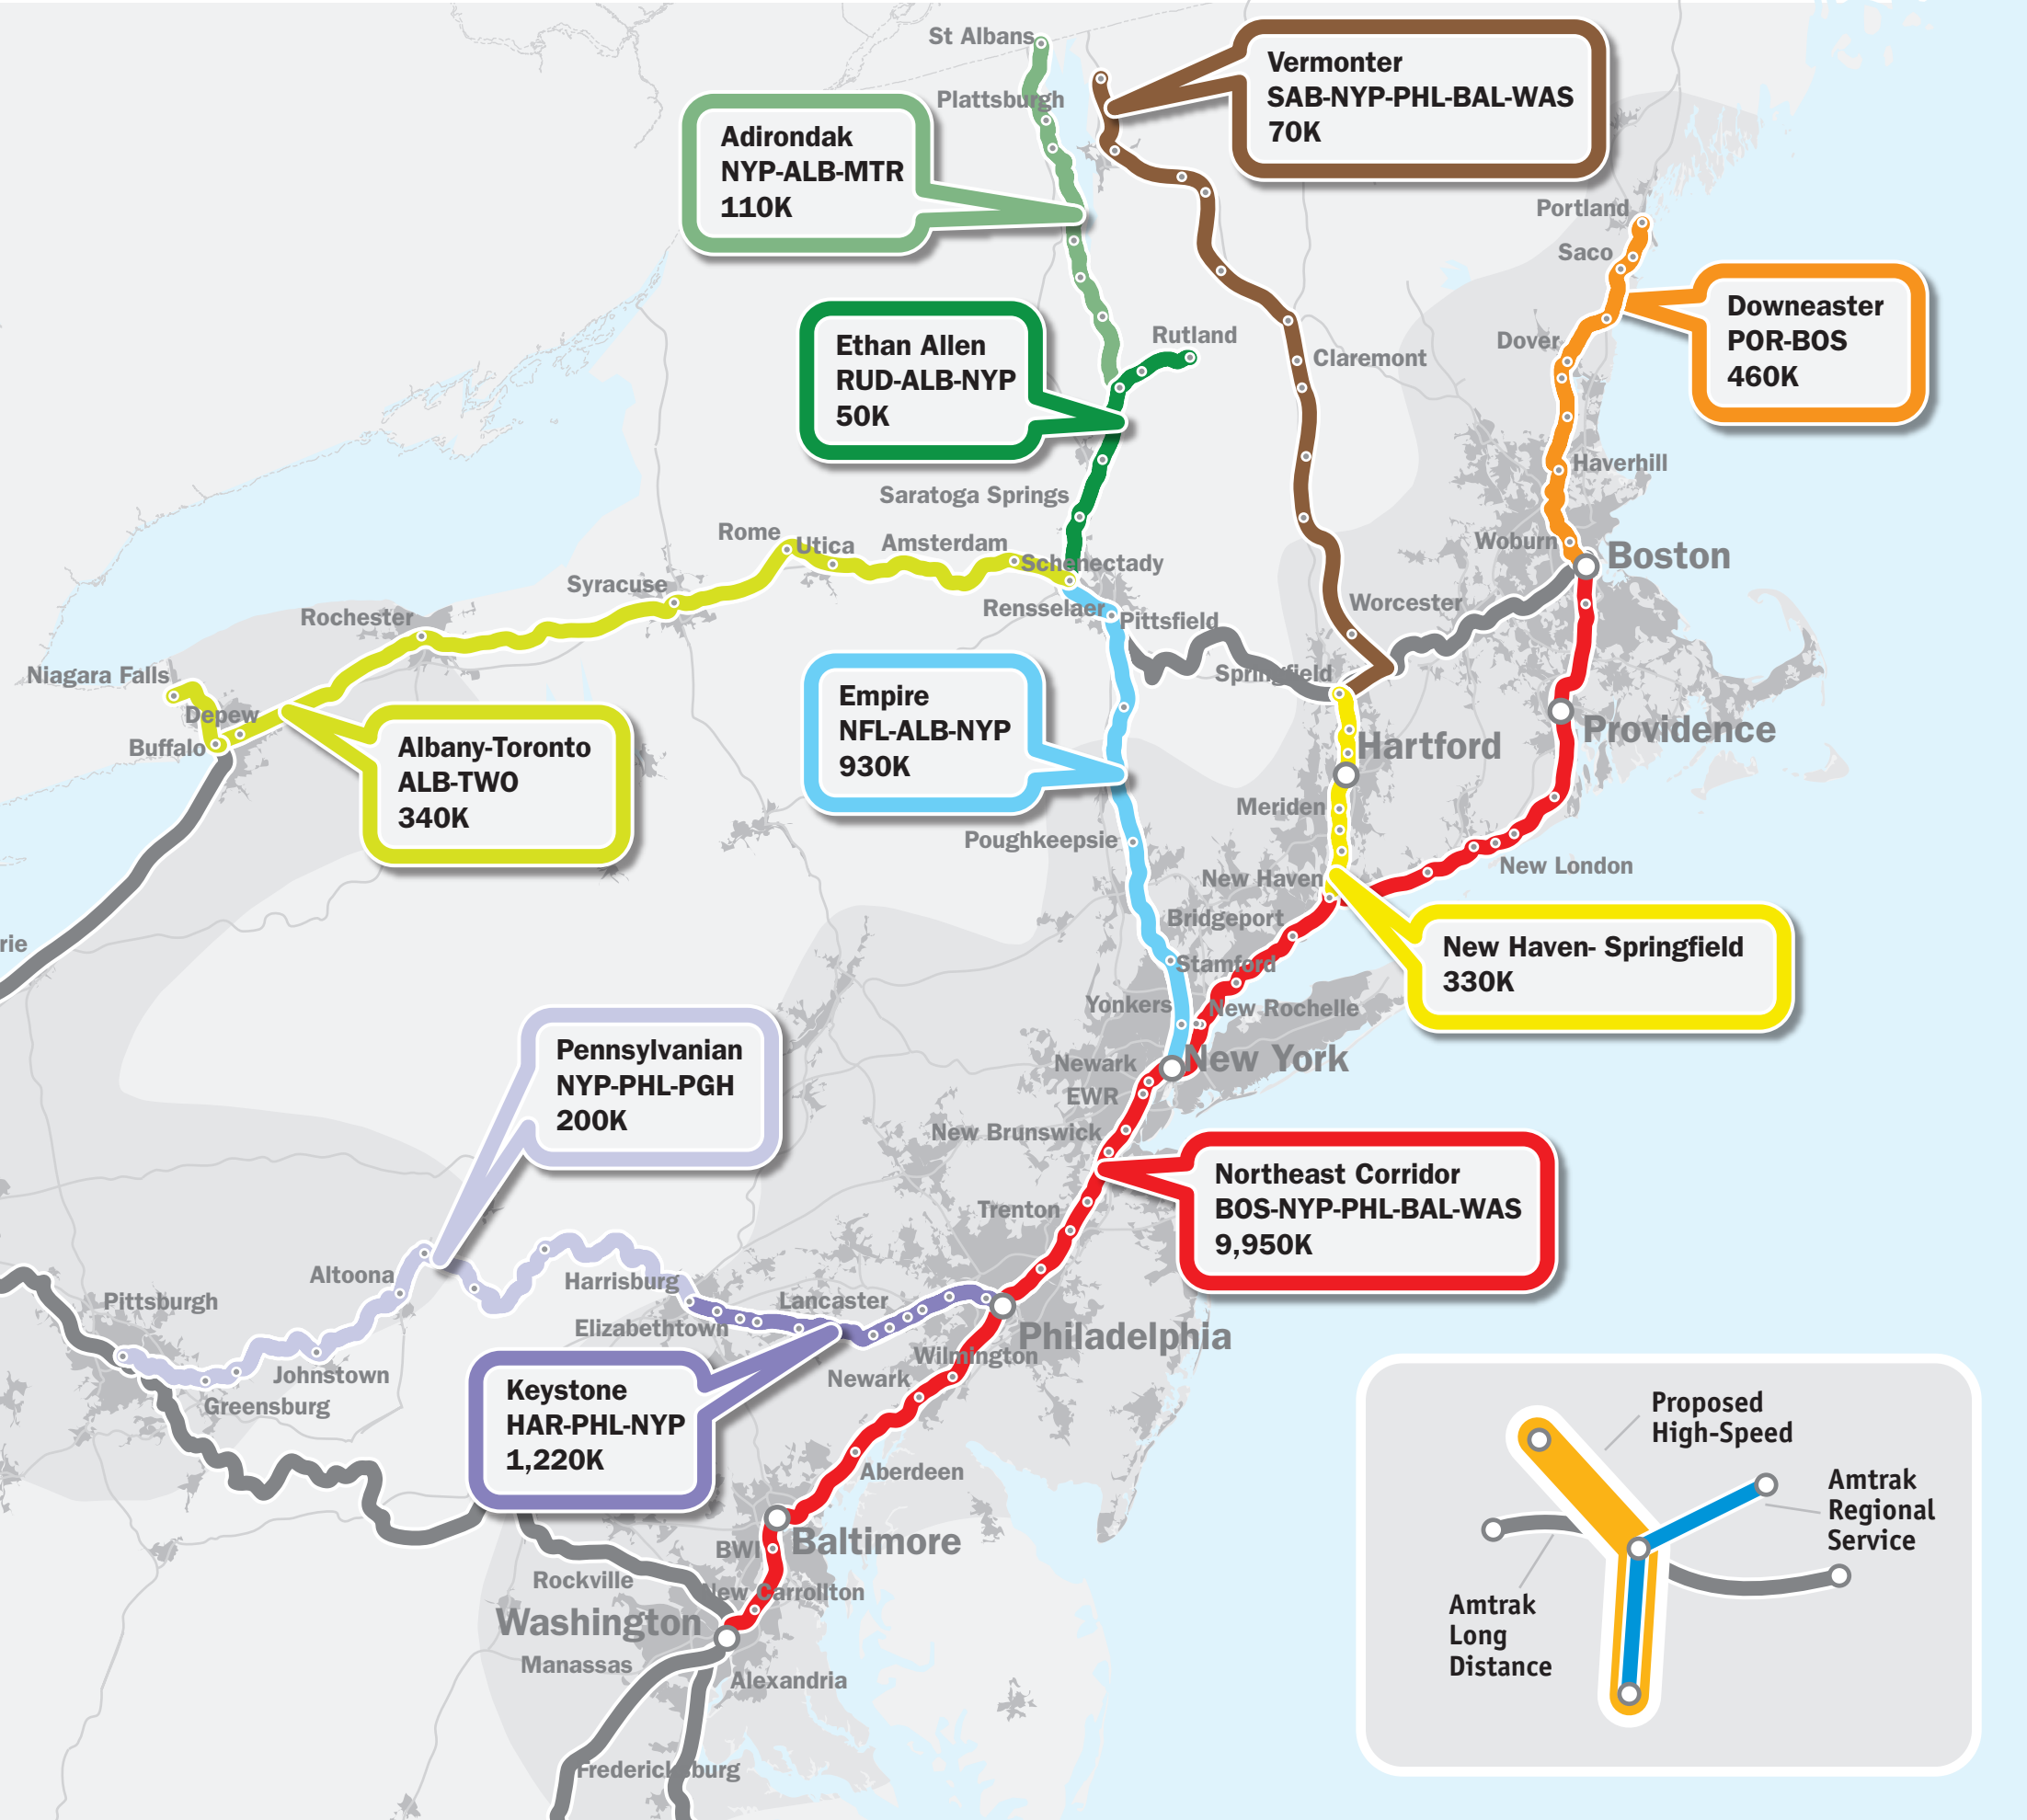 St Albans
Plattsburgh
Vermonter
SAB-NYP-PHL-BAL-WAS
70K
Adirondak
NYP-ALB-MTR
110K
Portland
Saco
Downeaster
POR-BOS
460K
Ethan Allen
RUD-ALB-NYP
50K
Rutland
Claremont
Dover
Haverhill
Saratoga Springs
Rome
Utica
Amsterdam
Schenectady
Woburn
Boston
Syracuse
Rensselaer
Pittsfield
Worcester
Rochester
Niagara Falls
Springfield
Depew
Buffalo
Albany-Toronto
ALB-TWO
340K
Empire
NFL-ALB-NYP
930K
Hartford
Providence
Meriden
Poughkeepsie
New Haven
New London
Bridgeport
rie
New Haven- Springfield
330K
Stamford
Yonkers
New Rochelle
Pennsylvanian
NYP-PHL-PGH
200K
Newark
New York
EWR
New Brunswick
Northeast Corridor
BOS-NYP-PHL-BAL-WAS
9,950K
Trenton
Altoona
Harrisburg
Pittsburgh
Lancaster
Elizabethtown
Philadelphia
Wilmington
Johnstown
Newark
Greensburg
Keystone
HAR-PHL-NYP
1,220K
Aberdeen
Baltimore
BWI
Rockville
New Carrollton
Washington
Manassas
Alexandria
Fredericksburg
Proposed
High-Speed
Amtrak
Regional
Service
Amtrak
Long
Distance